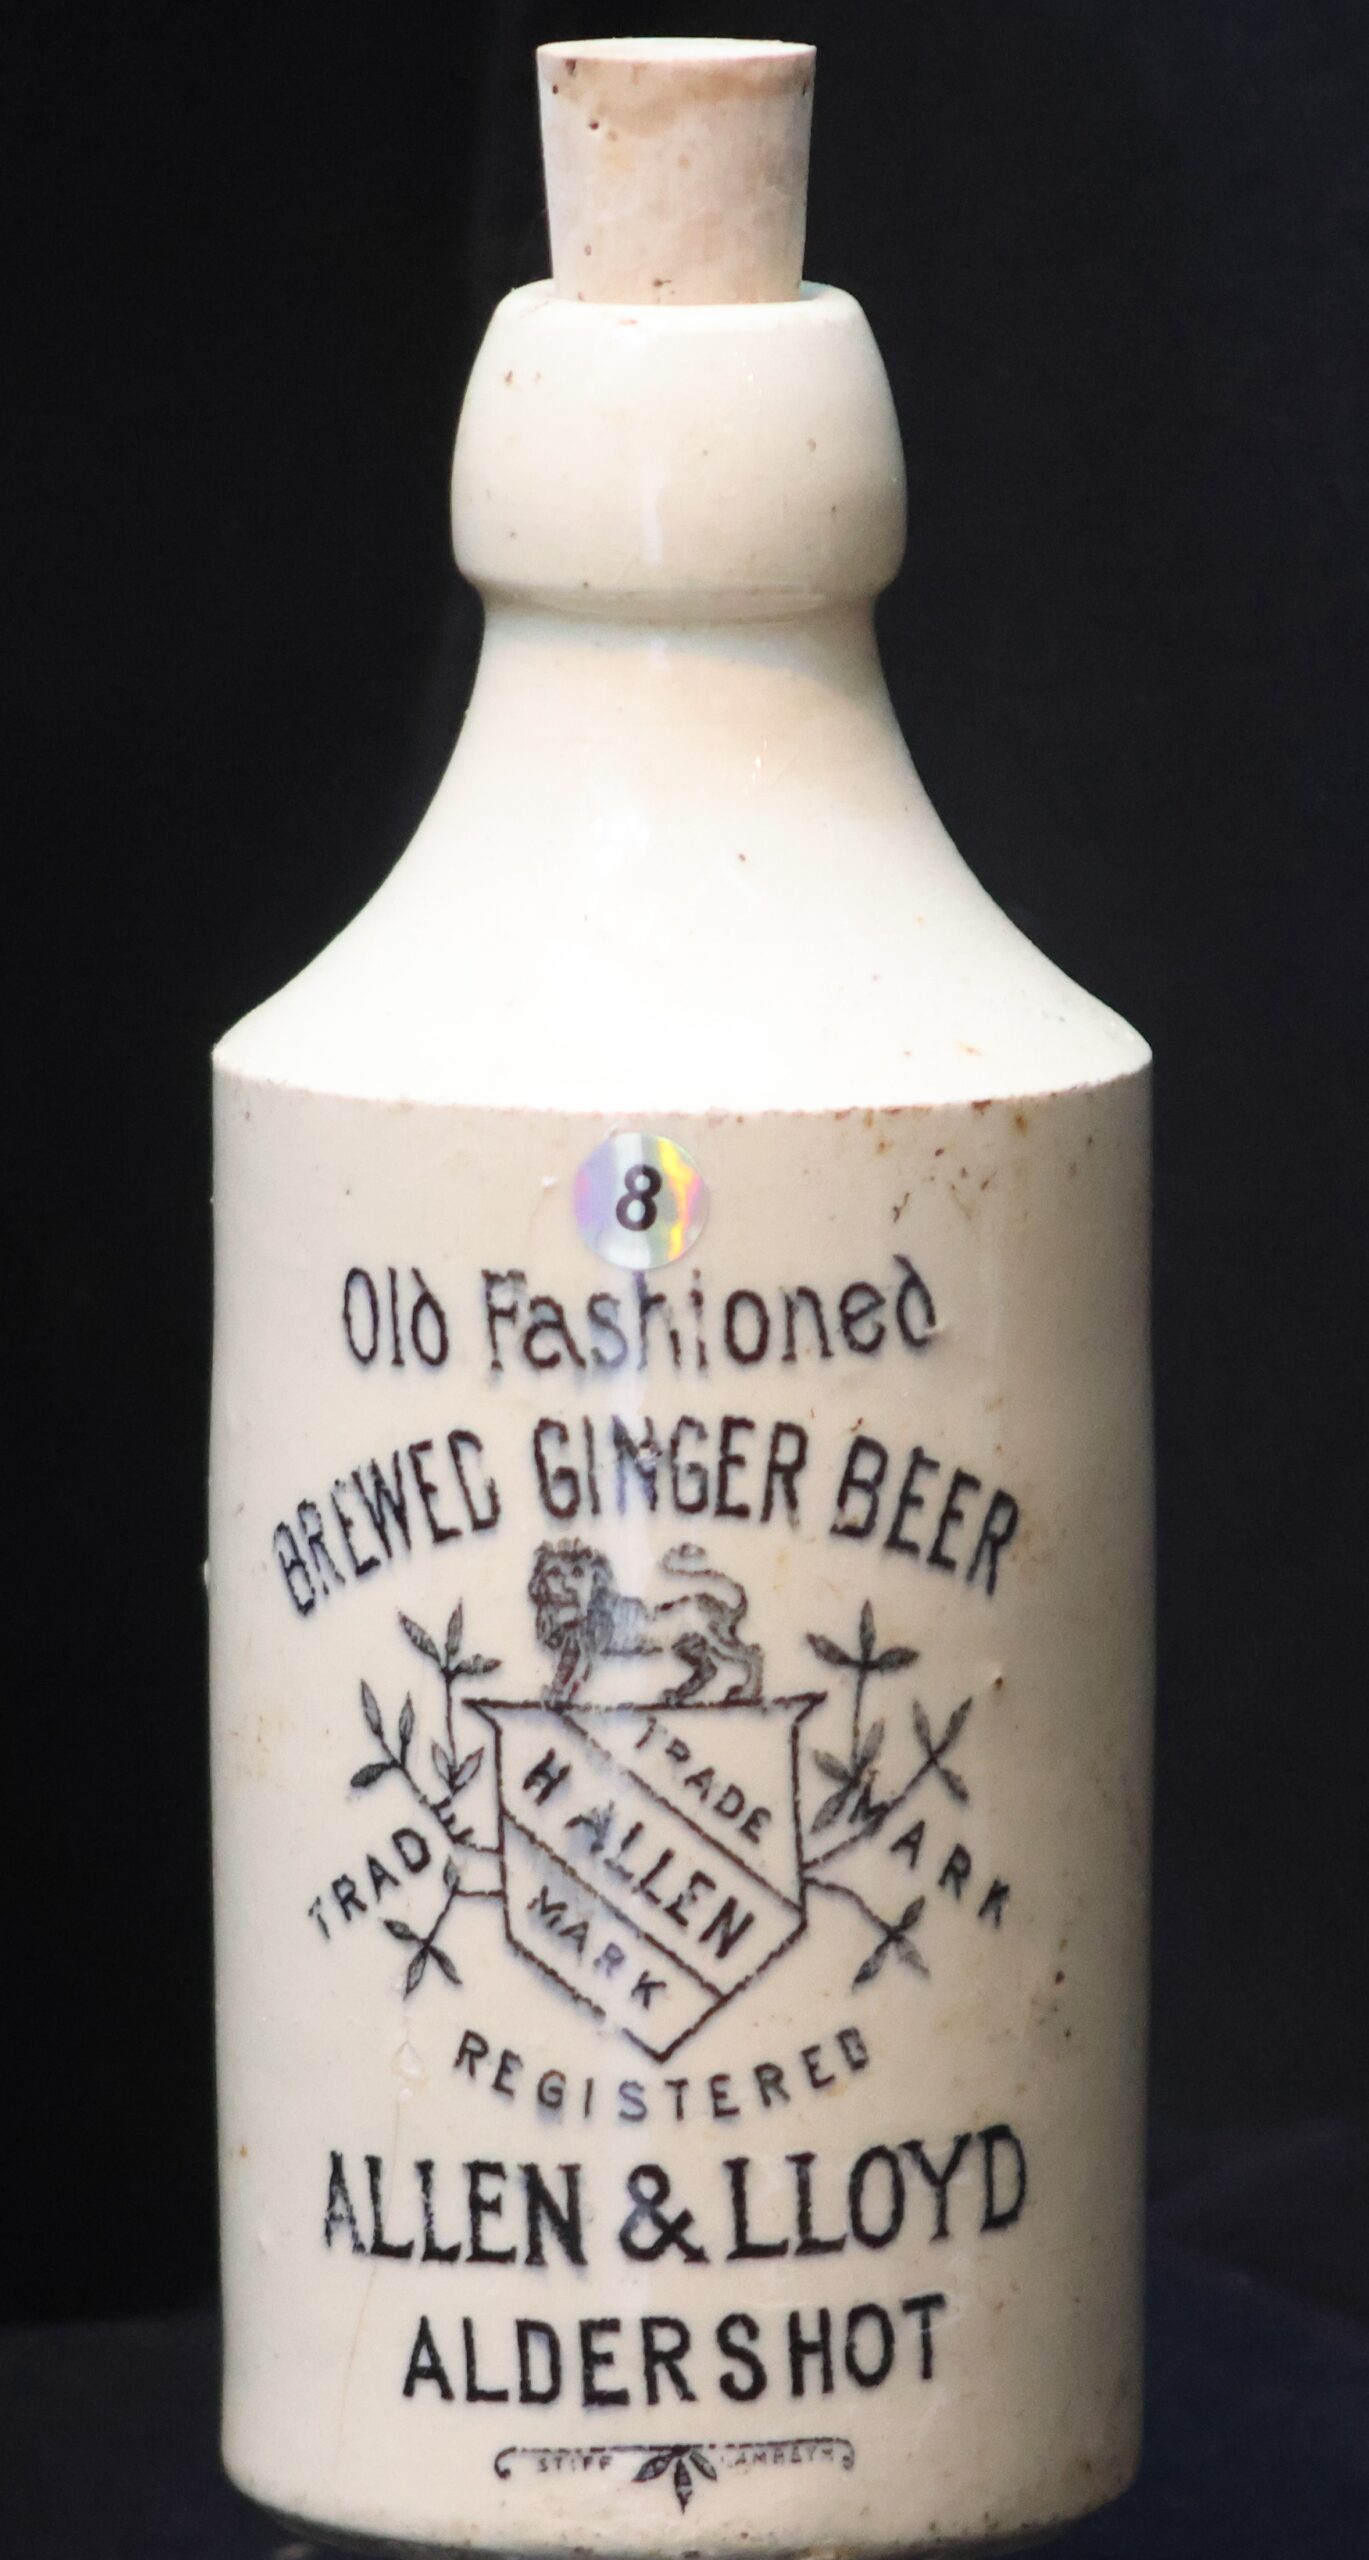 8
Old Fashioned
BREWED GINGER BEER
TRADE
H ALLEN
MARK
TRADE MARK
REGISTERED
ALLEN & LLOYD
ALDERSHOT
STIFF LAMBETH